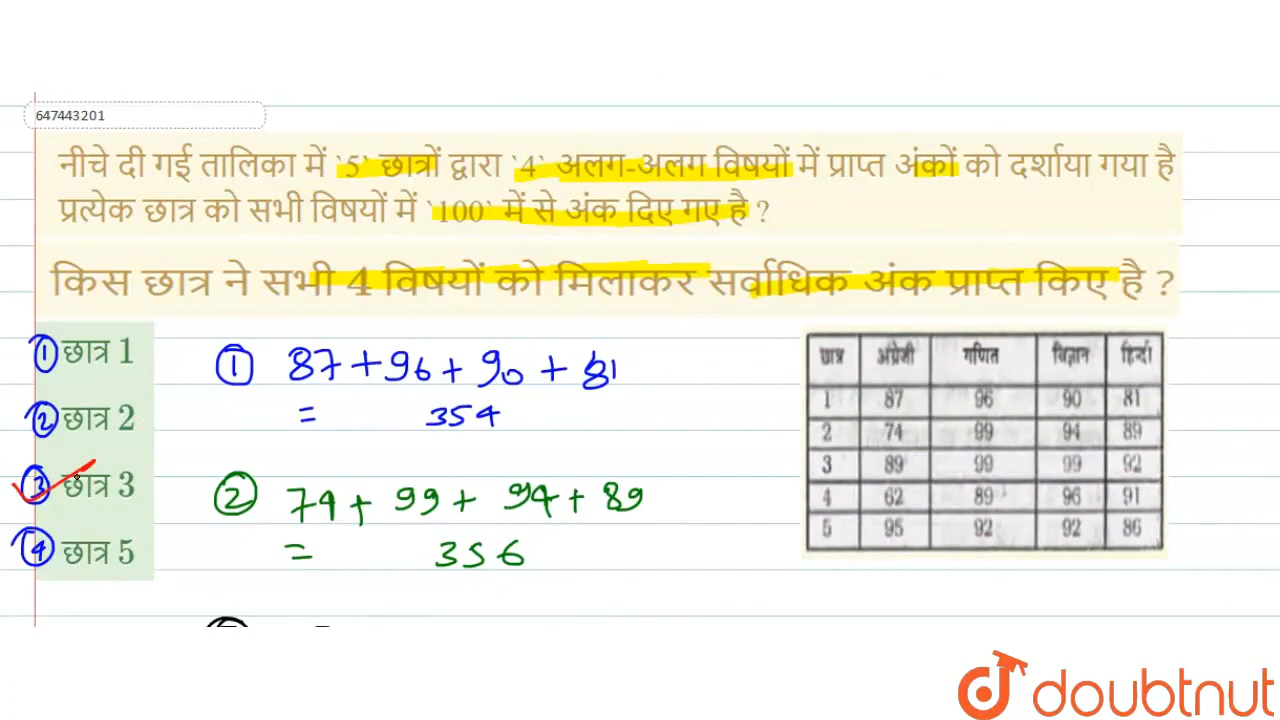 647443201
नीचे दी गई तालिका में `5` छात्रों द्वारा `4` अलग-अलग विषयों में प्राप्त अंकों को दर्शाया गया है
प्रत्येक छात्र को सभी विषयों में `100` में से अंक दिए गए है ?
किस छात्र ने सभी 4 विषयों को मिलाकर सर्वाधिक अंक प्राप्त किए है ?
1 छात्र 1
2 छात्र 2
3 छात्र 3
4 छात्र 5
1 87+96+90+81
= 354
2 74+99+94+89
= 356
छात्र अंग्रेजी गणित विज्ञान हिन्दी
1 87 96 90 81
2 74 99 94 89
3 89 99 99 92
4 62 89 96 91
5 95 92 92 86
doubtnut